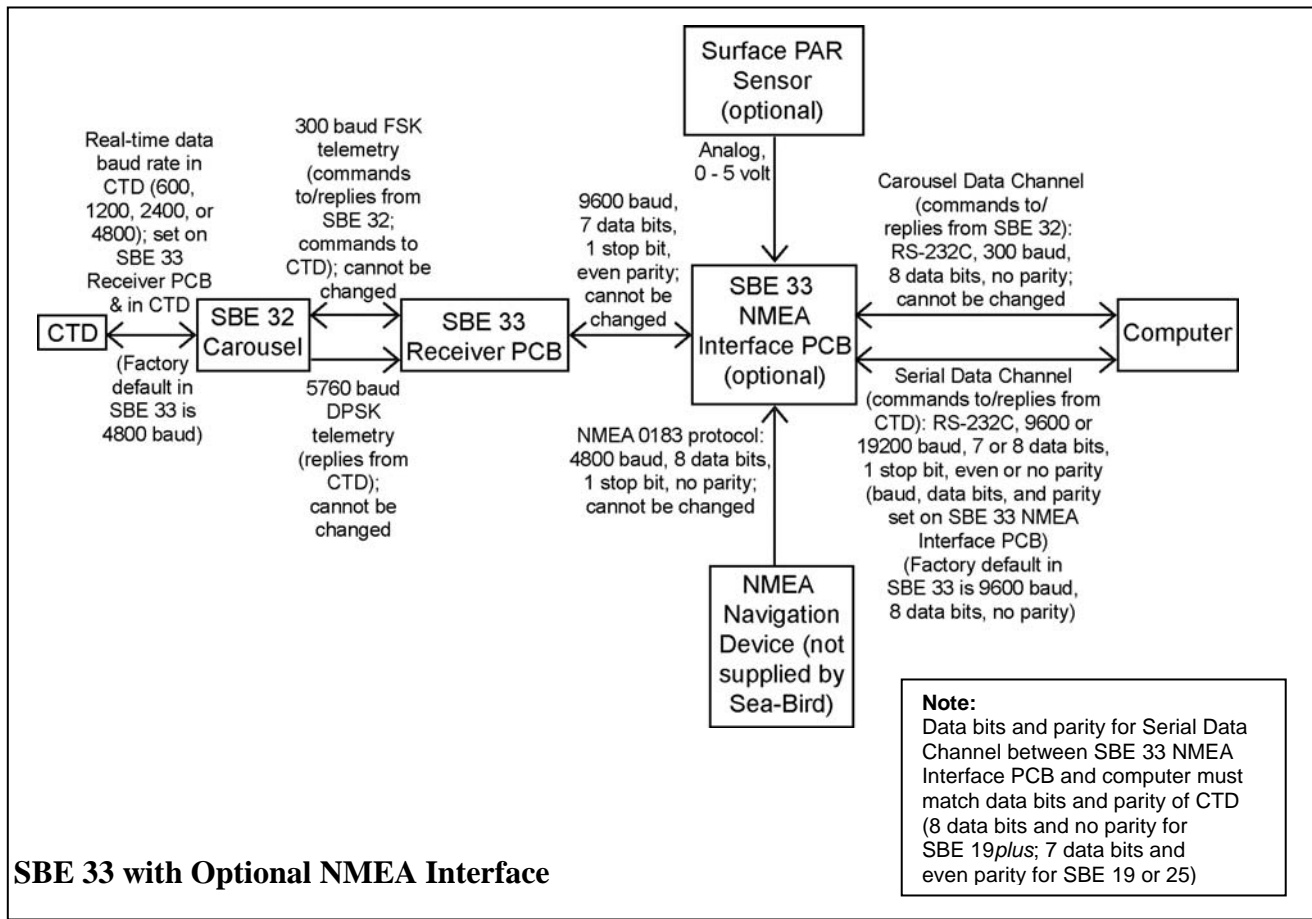 Surface PAR
Sensor
(optional)
Real-time data
baud rate in
CTD (600,
1200, 2400, or
4800); set on
SBE 33
Receiver PCB
& in CTD
300 baud FSK
telemetry
(commands
to/replies from
SBE 32;
commands to
CTD); cannot be
changed
9600 baud,
7 data bits,
1 stop bit,
even parity;
cannot be
changed
Analog,
0 - 5 volt
Carousel Data Channel
(commands to/
replies from SBE 32):
RS-232C, 300 baud,
8 data bits, no parity;
cannot be changed
CTD
SBE 32
Carousel
SBE 33
Receiver PCB
SBE 33
NMEA
Interface PCB
(optional)
Computer
(Factory
default in
SBE 33 is
4800 baud)
5760 baud
DPSK
telemetry
(replies from
CTD);
cannot be
changed
NMEA 0183 protocol:
4800 baud, 8 data bits,
1 stop bit, no parity;
cannot be changed
Serial Data Channel
(commands to/replies from
CTD): RS-232C, 9600 or
19200 baud, 7 or 8 data bits,
1 stop bit, even or no parity
(baud, data bits, and parity
set on SBE 33 NMEA
Interface PCB)
(Factory default in
SBE 33 is 9600 baud,
8 data bits, no parity)
NMEA
Navigation
Device (not
supplied by
Sea-Bird)
Note:
Data bits and parity for Serial Data
Channel between SBE 33 NMEA
Interface PCB and computer must
match data bits and parity of CTD
(8 data bits and no parity for
SBE 19plus; 7 data bits and
even parity for SBE 19 or 25)
SBE 33 with Optional NMEA Interface